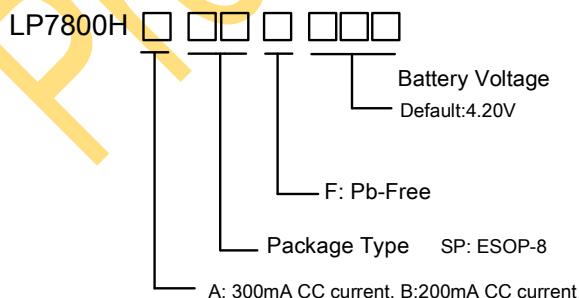 LP7800H □ □□ □ □□□
Battery Voltage
Default:4.20V
F: Pb-Free
Package Type SP: ESOP-8
A: 300mA CC current, B:200mA CC current